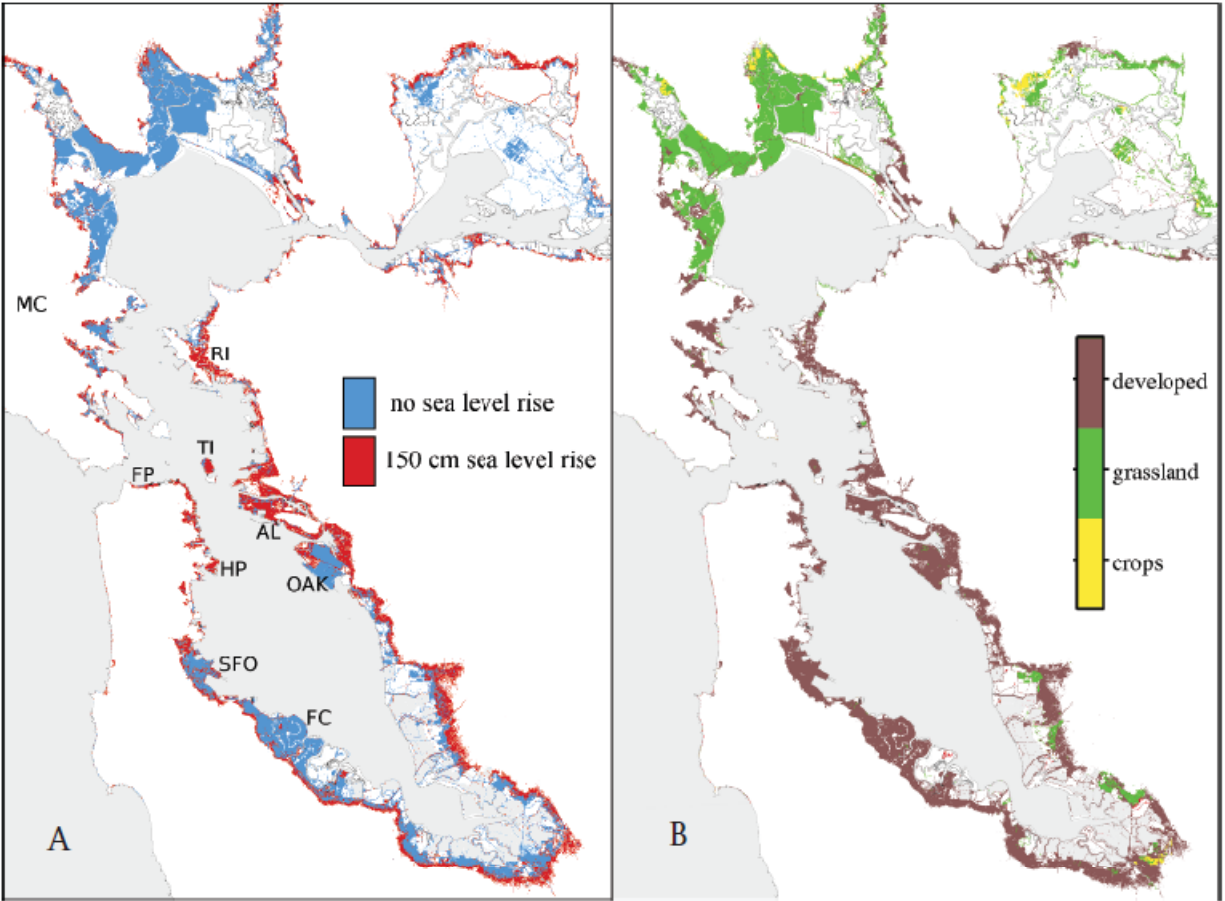 MC
RI
no sea level rise
150 cm sea level rise
TI
FP
AL
HP
OAK
SFO
FC
A
developed
grassland
crops
B